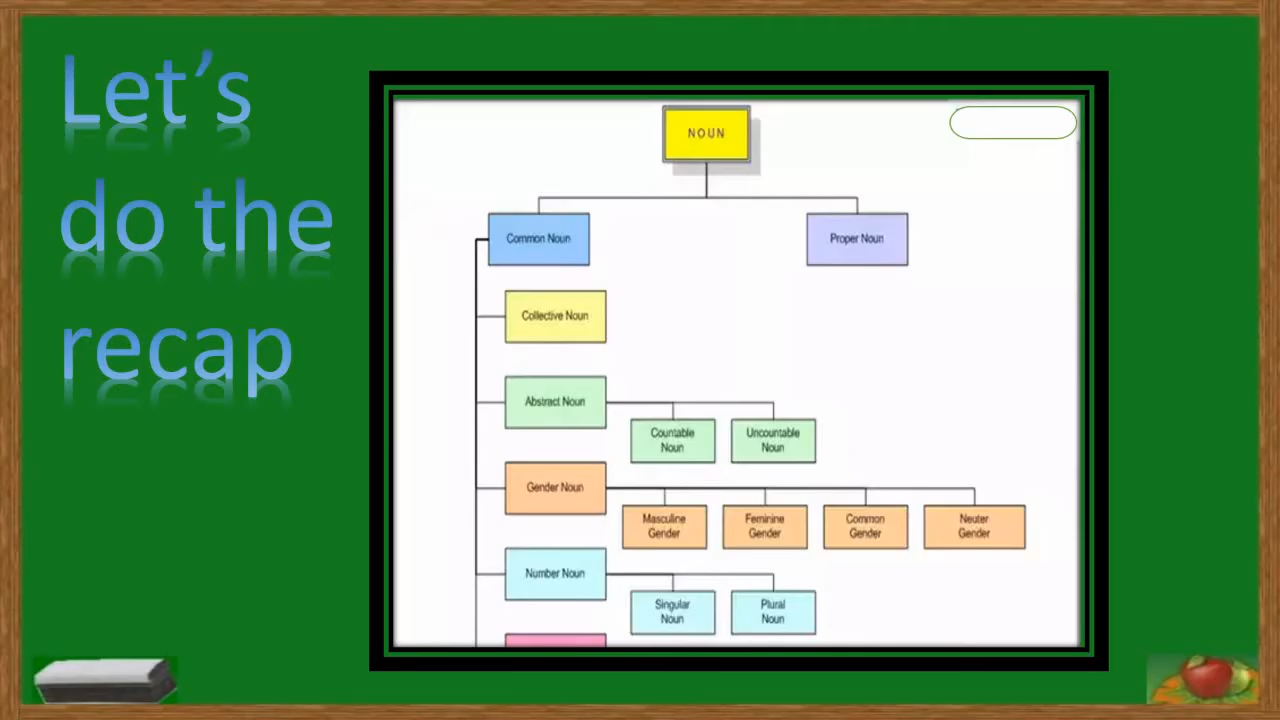 Let's
do the
recap
NOUN
Common Noun
Proper Noun
Collective Noun
Abstract Noun
Countable
Noun
Uncountable
Noun
Gender Noun
Masculine
Gender
Feminine
Gender
Common
Gender
Neuter
Gender
Number Noun
Singular
Noun
Plural
Noun